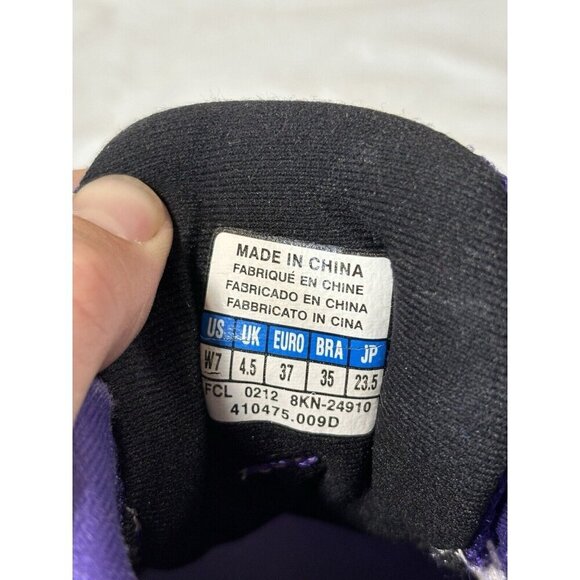 MADE IN CHINA
FABRIQUÉ EN CHINE
FABRICADO EN CHINA
FABBRICATO IN CINA
US UK EURO BRA JP
W7 4.5 37 35 23.5
FCL 0212 8KN-24910
410475.009D